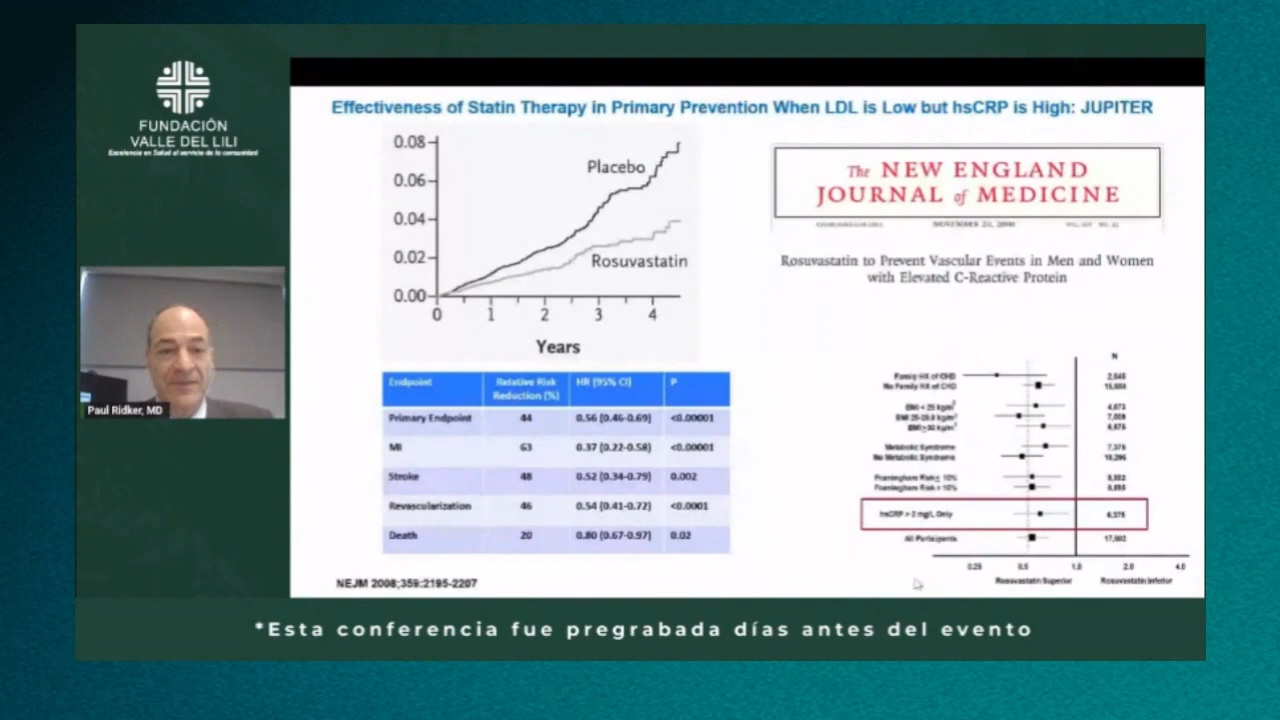 FUNDACIÓN
VALLE DEL LILI
Excelencia en Salud al servicio de la comunidad
Paul Ridker, MD
Effectiveness of Statin Therapy in Primary Prevention When LDL is Low but hsCRP is High: JUPITER
0.08
0.06
0.04
0.02
0.00
Placebo
Rosuvastatin
0 1 2 3 4
Years
The NEW ENGLAND
JOURNAL of MEDICINE
NOVEMBER 20, 2008
Rosuvastatin to Prevent Vascular Events in Men and Women
with Elevated C-Reactive Protein
Endpoint Relative Risk Reduction (%) HR (95% CI) P
Primary Endpoint 44 0.56 (0.46-0.69) <0.00001
MI 63 0.37 (0.22-0.58) <0.00001
Stroke 48 0.52 (0.34-0.79) 0.002
Revascularization 46 0.54 (0.41-0.72) <0.0001
Death 20 0.80 (0.67-0.97) 0.02
N
Family HX of CHD
No Family HX of CHD
BMI < 25 kg/m²
BMI 25-29.9 kg/m²
BMI ≥30 kg/m²
Metabolic Syndrome
No Metabolic Syndrome
Framingham Risk ≤ 10%
Framingham Risk > 10%
hsCRP > 2 mg/L Only 6,375
All Participants 17,802
0.25 0.5 1.0 2.0 4.0
Rosuvastatin Superior Rosuvastatin Inferior
NEJM 2008;359:2195-2207
*Esta conferencia fue pregrabada días antes del evento